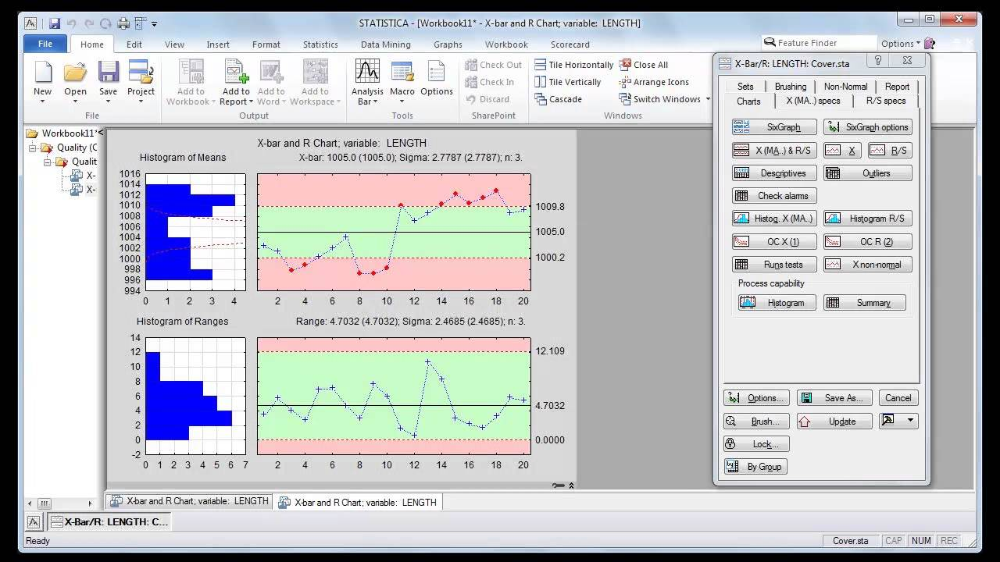 STATISTICA - [Workbook11* - X-bar and R Chart; variable: LENGTH]
File Home Edit View Insert Format Statistics Data Mining Graphs Workbook Scorecard Feature Finder Options
New Open Save Project
Add to Workbook Add to Report Add to Word Add to Workspace
Analysis Bar Macro Options
Check Out
Check In
Discard
Tile Horizontally Close All
Tile Vertically Arrange Icons
Cascade Switch Windows
File Output Tools SharePoint Windows
Workbook11*
Quality (C
Qualit
X-
X-
X-bar and R Chart; variable: LENGTH
Histogram of Means X-bar: 1005.0 (1005.0); Sigma: 2.7787 (2.7787); n: 3.
1016
1014
1012
1010
1008
1006
1004
1002
1000
998
996
994
0 1 2 3 4
2 4 6 8 10 12 14 16 18 20
1009.8
1005.0
1000.2
Histogram of Ranges Range: 4.7032 (4.7032); Sigma: 2.4685 (2.4685); n: 3.
14
12
10
8
6
4
2
0
-2
0 1 2 3 4 5 6 7
2 4 6 8 10 12 14 16 18 20
12.109
4.7032
0.0000
X-bar and R Chart; variable: LENGTH X-bar and R Chart; variable: LENGTH
X-Bar/R: LENGTH: Cover.sta
Sets Brushing Non-Normal Report
Charts X (MA..) specs R/S specs
SixGraph SixGraph options
X (MA..) & R/S X R/S
Descriptives Outliers
Check alarms
Histog. X (MA..) Histogram R/S
OC X (1) OC R (2)
Runs tests X non-normal
Process capability
Histogram Summary
Options... Save As... Cancel
Brush... Update
Lock...
By Group
X-Bar/R: LENGTH: C...
Ready Cover.sta CAP NUM REC